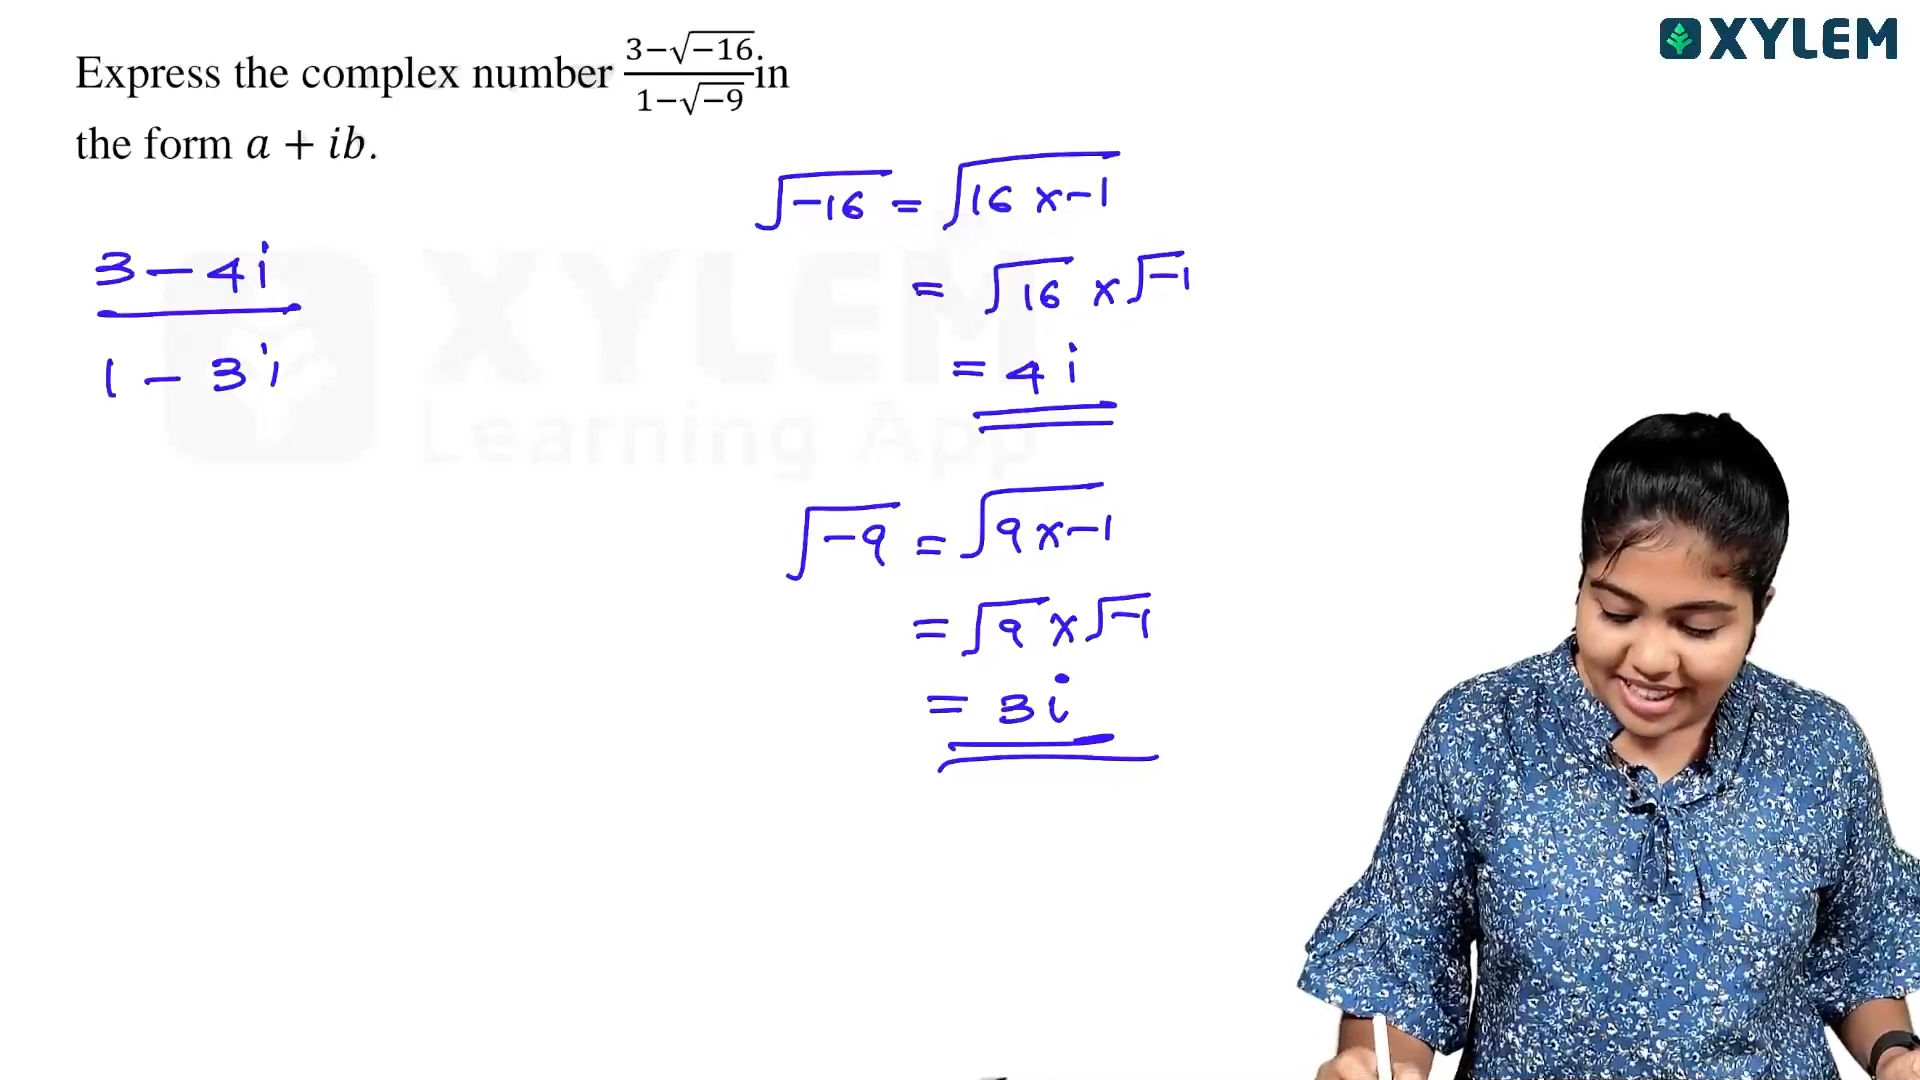 XYLEM
Express the complex number (3−√−16)/(1−√−9). in
the form a + ib.
3 − 4i
1 − 3i
√−16 = √16 x −1
= √16 x √−1
= 4 i
√−9 = √9 x −1
= √9 x √−1
= 3i
XYLEM
Learning App